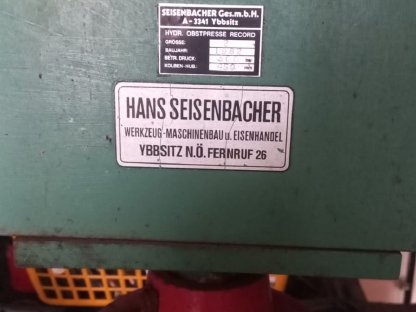 SEISENBACHER Ges.m.b.H.
A-3341 Ybbsitz
HYDR. OBSTPRESSE RECORD
GRÖSSE:
BAUJAHR:
BETR. DRUCK:
KOLBEN-HUB:
HANS SEISENBACHER
WERKZEUG-MASCHINENBAU u. EISENHANDEL
YBBSITZ N.Ö. FERNRUF 26